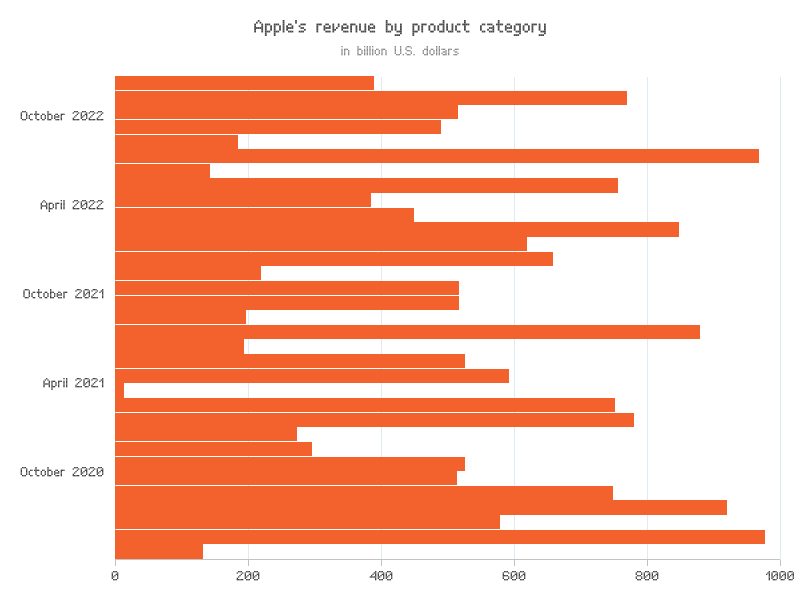 Apple's revenue by product category
in billion U.S. dollars
October 2022
April 2022
October 2021
April 2021
October 2020
0 200 400 600 800 1000